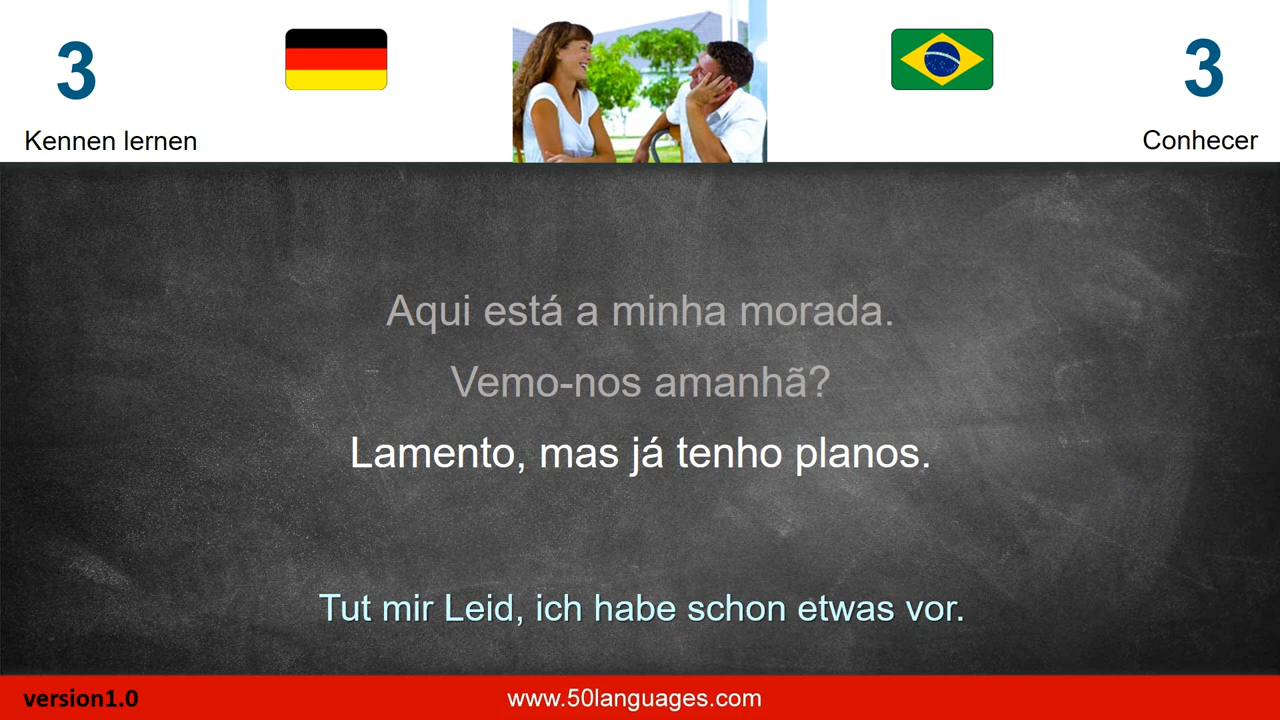 3
3
Kennen lernen
Conhecer
Aqui está a minha morada.
Vemo-nos amanhã?
Lamento, mas já tenho planos.
Tut mir Leid, ich habe schon etwas vor.
version1.0
www.50languages.com